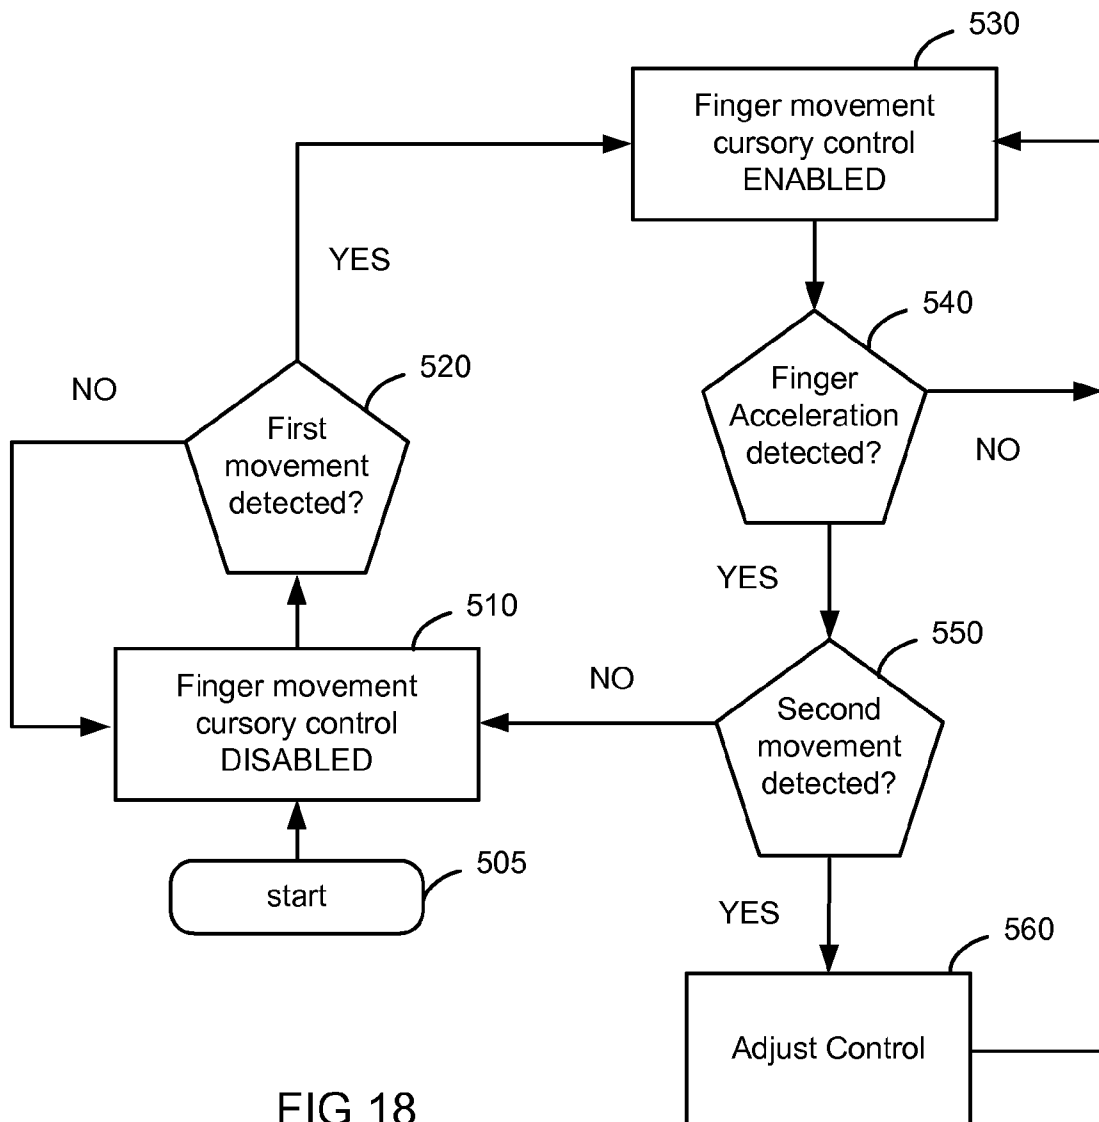 530
Finger movement
cursory control
ENABLED
YES
540
Finger
Acceleration
detected?
NO
520
NO
First
movement
detected?
YES
510
550
Finger movement
cursory control
DISABLED
NO
Second
movement
detected?
505
start
YES
560
Adjust Control
FIG 18